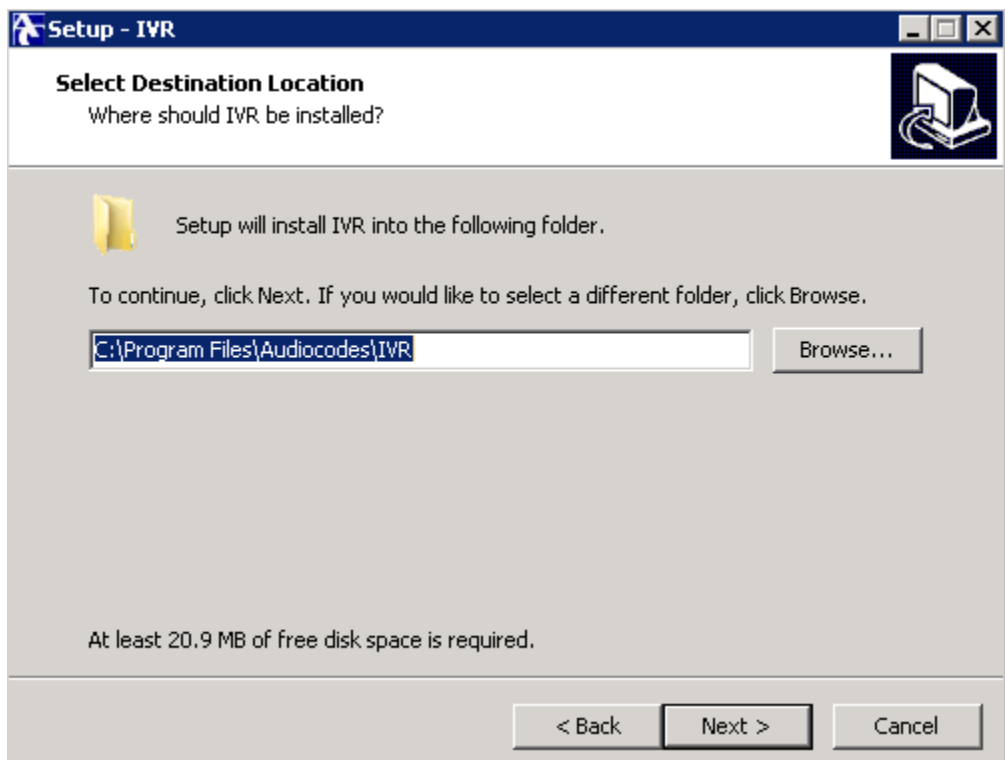 Setup - IVR
Select Destination Location
Where should IVR be installed?
Setup will install IVR into the following folder.
To continue, click Next. If you would like to select a different folder, click Browse.
C:\Program Files\Audiocodes\IVR
Browse...
At least 20.9 MB of free disk space is required.
< Back
Next >
Cancel